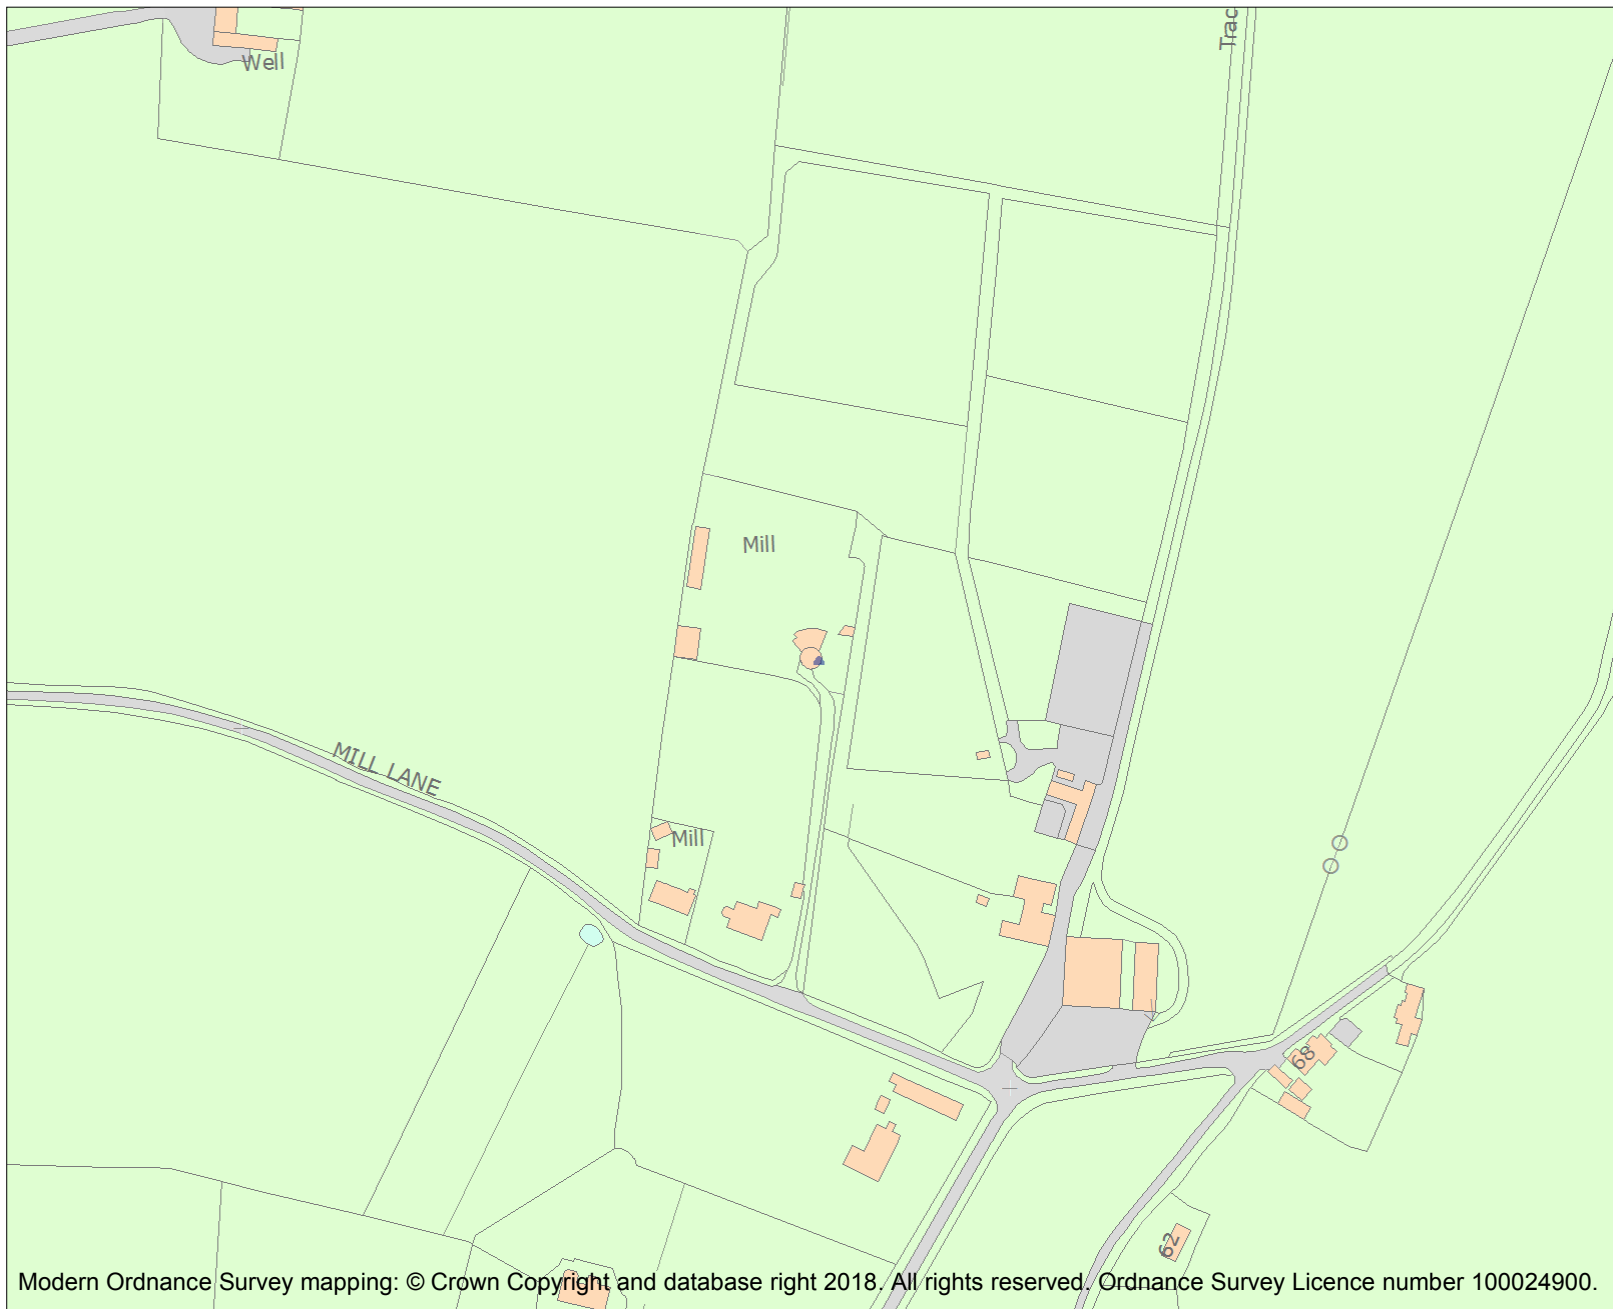 Trac
Well
Mill
MILL LANE
Mill
68
62
Modern Ordnance Survey mapping: © Crown Copyright and database right 2018. All rights reserved. Ordnance Survey Licence number 100024900.